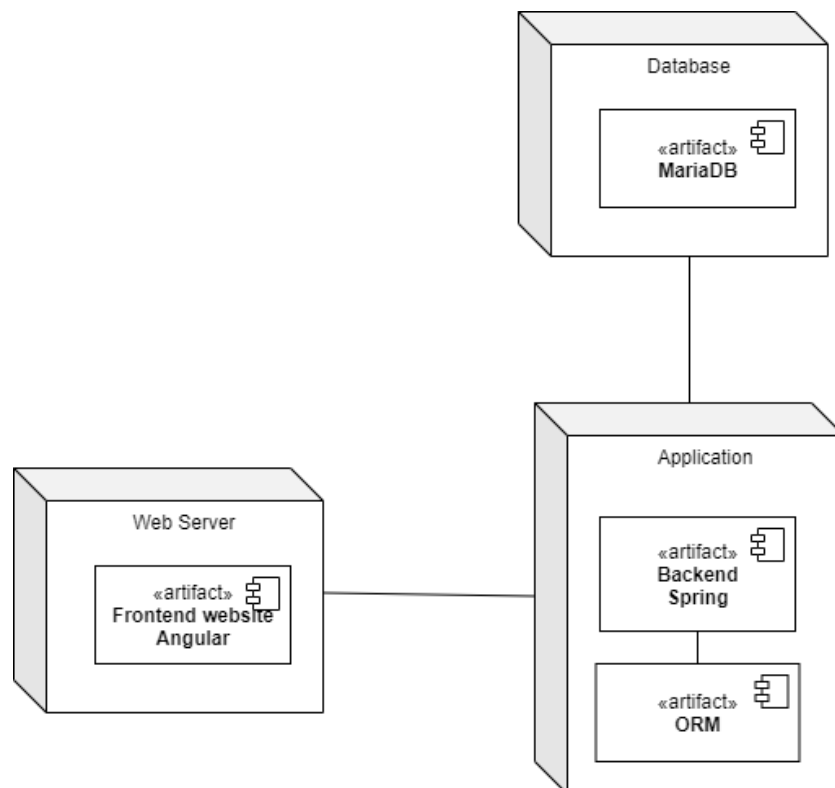 Database
«artifact»
MariaDB
Application
Web Server
«artifact»
Backend
Spring
«artifact»
Frontend website
Angular
«artifact»
ORM